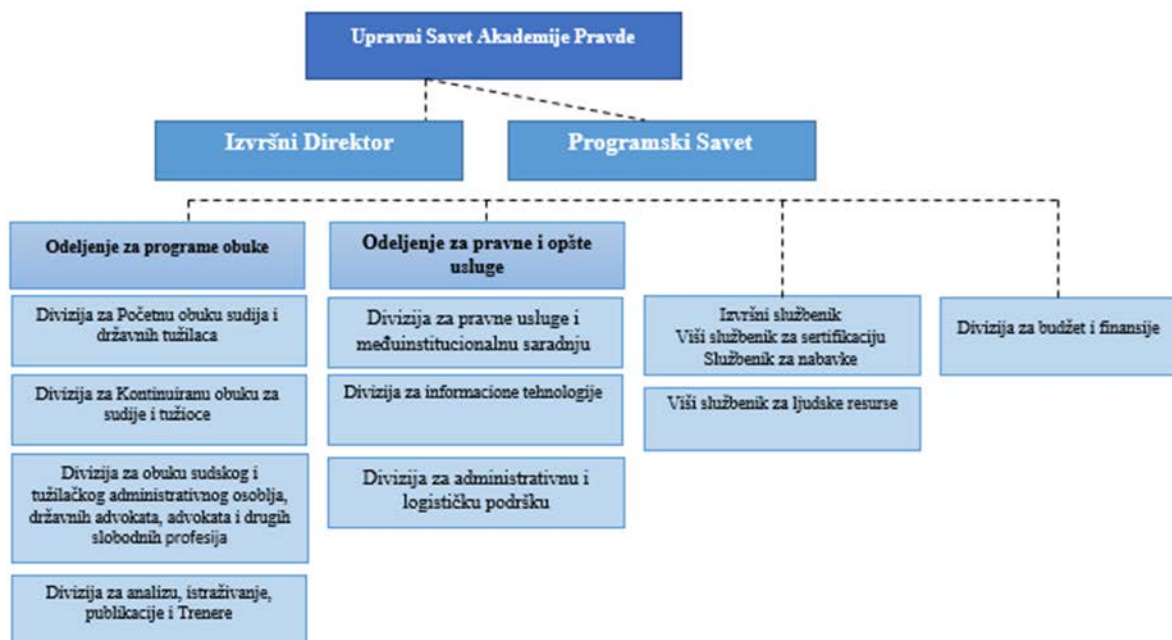 Upravni Savet Akademije Pravde
Izvršni Direktor
Programski Savet
Odeljenje za programe obuke
Divizija za Početnu obuku sudija i
državnih tužilaca
Divizija za Kontinuiranu obuku za
sudije i tužioce
Divizija za obuku sudskog i
tužilačkog administrativnog osoblja,
državnih advokata, advokata i drugih
slobodnih profesija
Divizija za analizu, istraživanje,
publikacije i Trenere
Odeljenje za pravne i opšte
usluge
Divizija za pravne usluge i
međuinstitucionalnu saradnju
Divizija za informacione tehnologije
Divizija za administrativnu i
logističku podršku
Izvršni službenik
Viši službenik za sertifikaciju
Službenik za nabavke
Viši službenik za ljudske resurse
Divizija za budžet i finansije